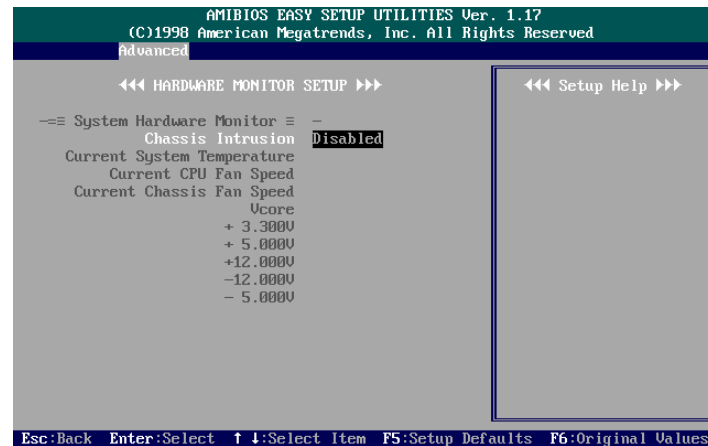 AMIBIOS EASY SETUP UTILITIES Ver. 1.17
(C)1998 American Megatrends, Inc. All Rights Reserved
Advanced
◄◄◄ HARDWARE MONITOR SETUP ►►►
◄◄◄ Setup Help ►►►
-=≡ System Hardware Monitor ≡ -
Chassis Intrusion Disabled
Current System Temperature
Current CPU Fan Speed
Current Chassis Fan Speed
Vcore
+ 3.300V
+ 5.000V
+12.000V
-12.000V
- 5.000V
Esc:Back Enter:Select ↑ ↓:Select Item F5:Setup Defaults F6:Original Values